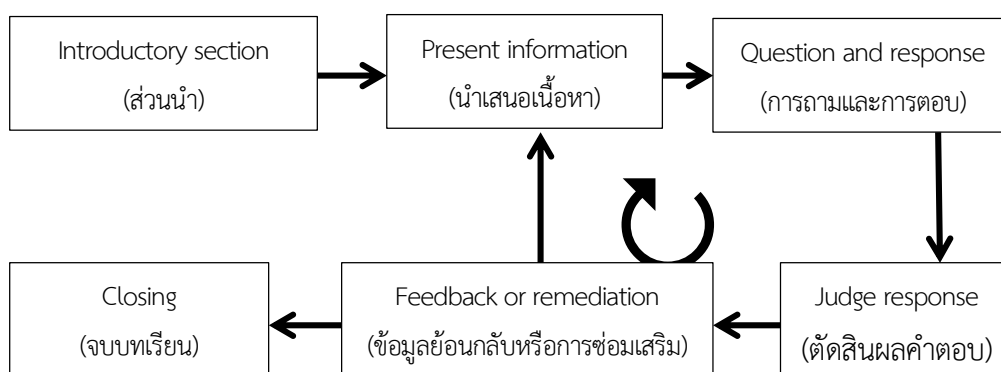 Introductory section
(ส่วนนำ)
Present information
(นำเสนอเนื้อหา)
Question and response
(การถามและการตอบ)
Closing
(จบบทเรียน)
Feedback or remediation
(ข้อมูลย้อนกลับหรือการซ่อมเสริม)
Judge response
(ตัดสินผลคำตอบ)